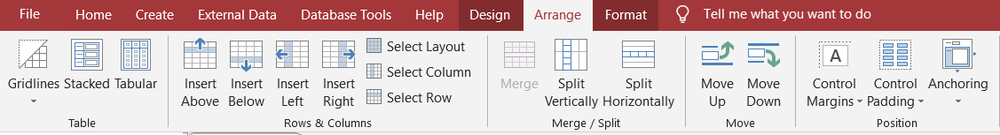 File Home Create External Data Database Tools Help Design Arrange Format Tell me what you want to do
Gridlines Stacked Tabular
Table
Insert Above Insert Below Insert Left Insert Right
Select Layout
Select Column
Select Row
Rows & Columns
Merge Split Vertically Split Horizontally
Merge / Split
Move Up Move Down
Move
A
Control Margins Control Padding Anchoring
Position